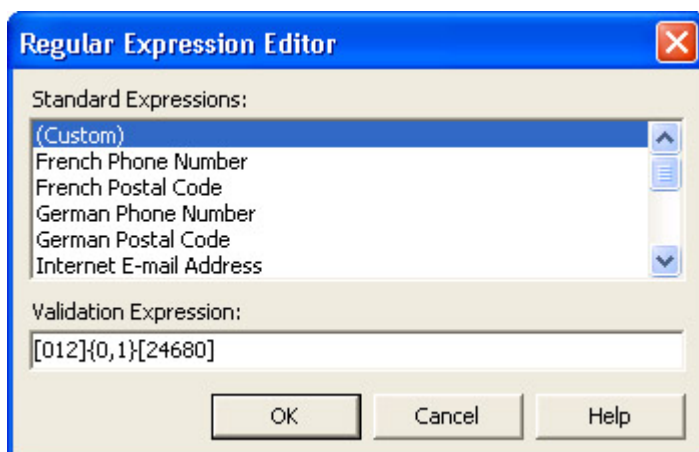 Regular Expression Editor
Standard Expressions:
(Custom)
French Phone Number
French Postal Code
German Phone Number
German Postal Code
Internet E-mail Address
Validation Expression:
[012]{0,1}[24680]
OK Cancel Help